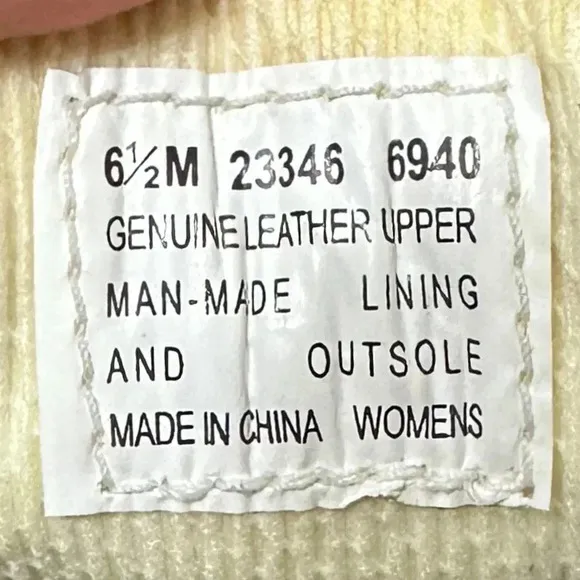 6½M 23346 6940
GENUINE LEATHER UPPER
MAN-MADE LINING
AND OUTSOLE
MADE IN CHINA WOMENS